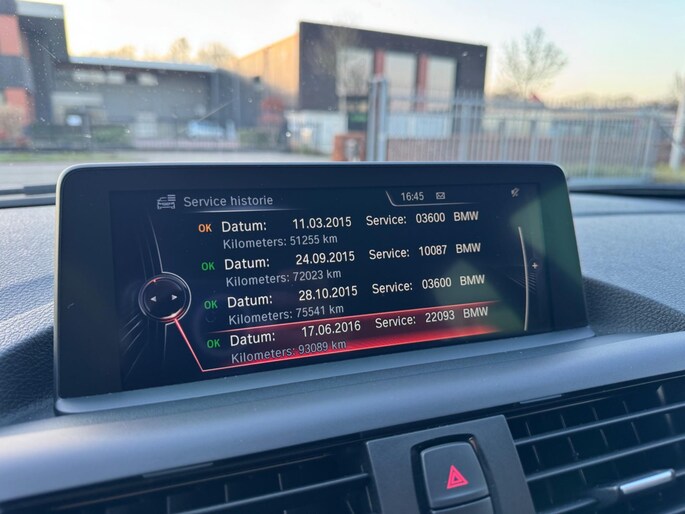 Service historie 16:45
OK Datum: 11.03.2015 Service: 03600 BMW
Kilometers: 51255 km
OK Datum: 24.09.2015 Service: 10087 BMW
Kilometers: 72023 km
OK Datum: 28.10.2015 Service: 03600 BMW
Kilometers: 75541 km
OK Datum: 17.06.2016 Service: 22093 BMW
Kilometers: 93089 km